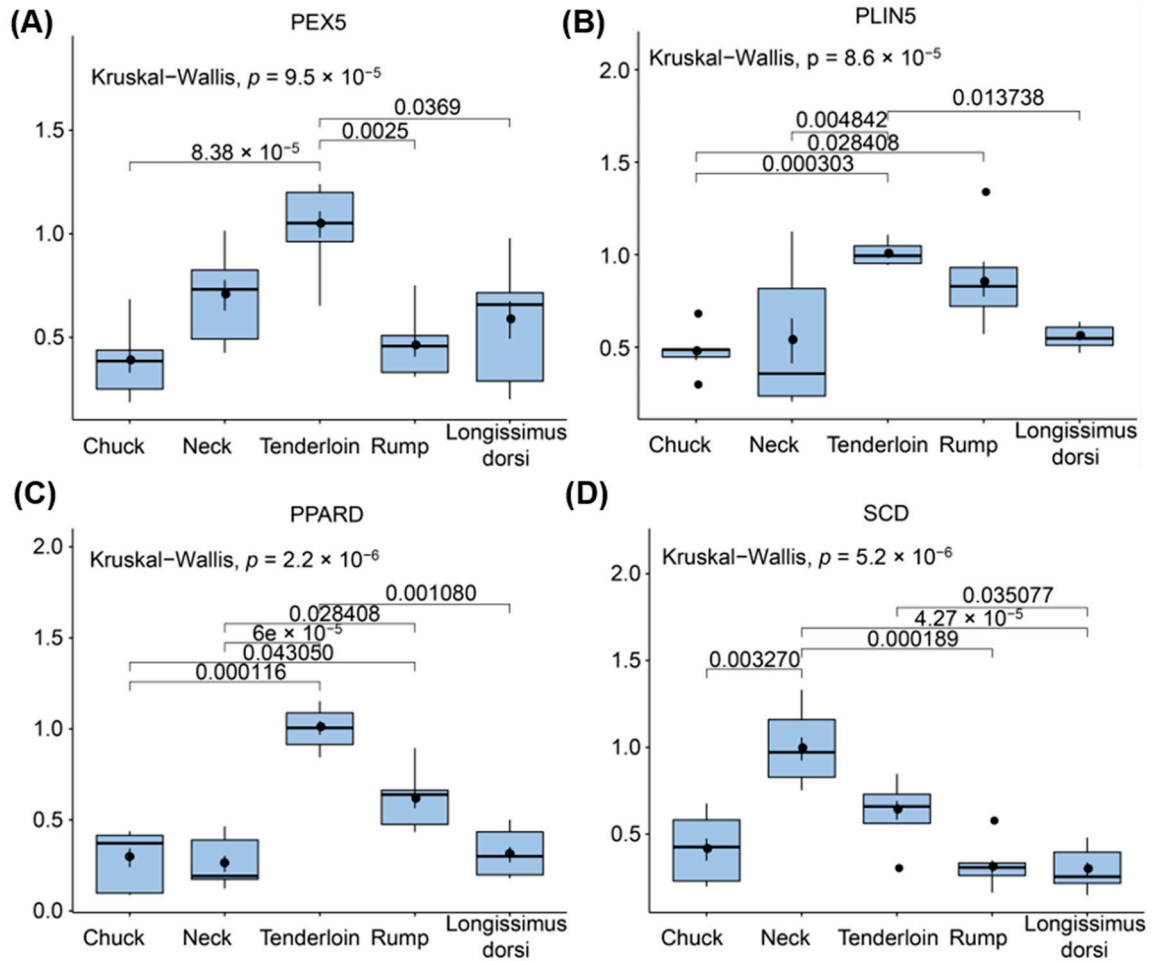 (A)
PEX5
Kruskal−Wallis, p = 9.5 × 10⁻⁵
0.0369
0.0025
8.38 × 10⁻⁵
1.5
1.0
0.5
Chuck Neck Tenderloin Rump Longissimus
dorsi
(B)
PLIN5
Kruskal−Wallis, p = 8.6 × 10⁻⁵
0.013738
0.004842
0.028408
0.000303
2.0
1.5
1.0
0.5
Chuck Neck Tenderloin Rump Longissimus
dorsi
(C)
PPARD
Kruskal−Wallis, p = 2.2 × 10⁻⁶
0.001080
0.028408
6e × 10⁻⁵
0.043050
0.000116
2.0
1.5
1.0
0.5
0.0
Chuck Neck Tenderloin Rump Longissimus
dorsi
(D)
SCD
Kruskal−Wallis, p = 5.2 × 10⁻⁶
0.035077
4.27 × 10⁻⁵
0.000189
0.003270
2.0
1.5
1.0
0.5
Chuck Neck Tenderloin Rump Longissimus
dorsi